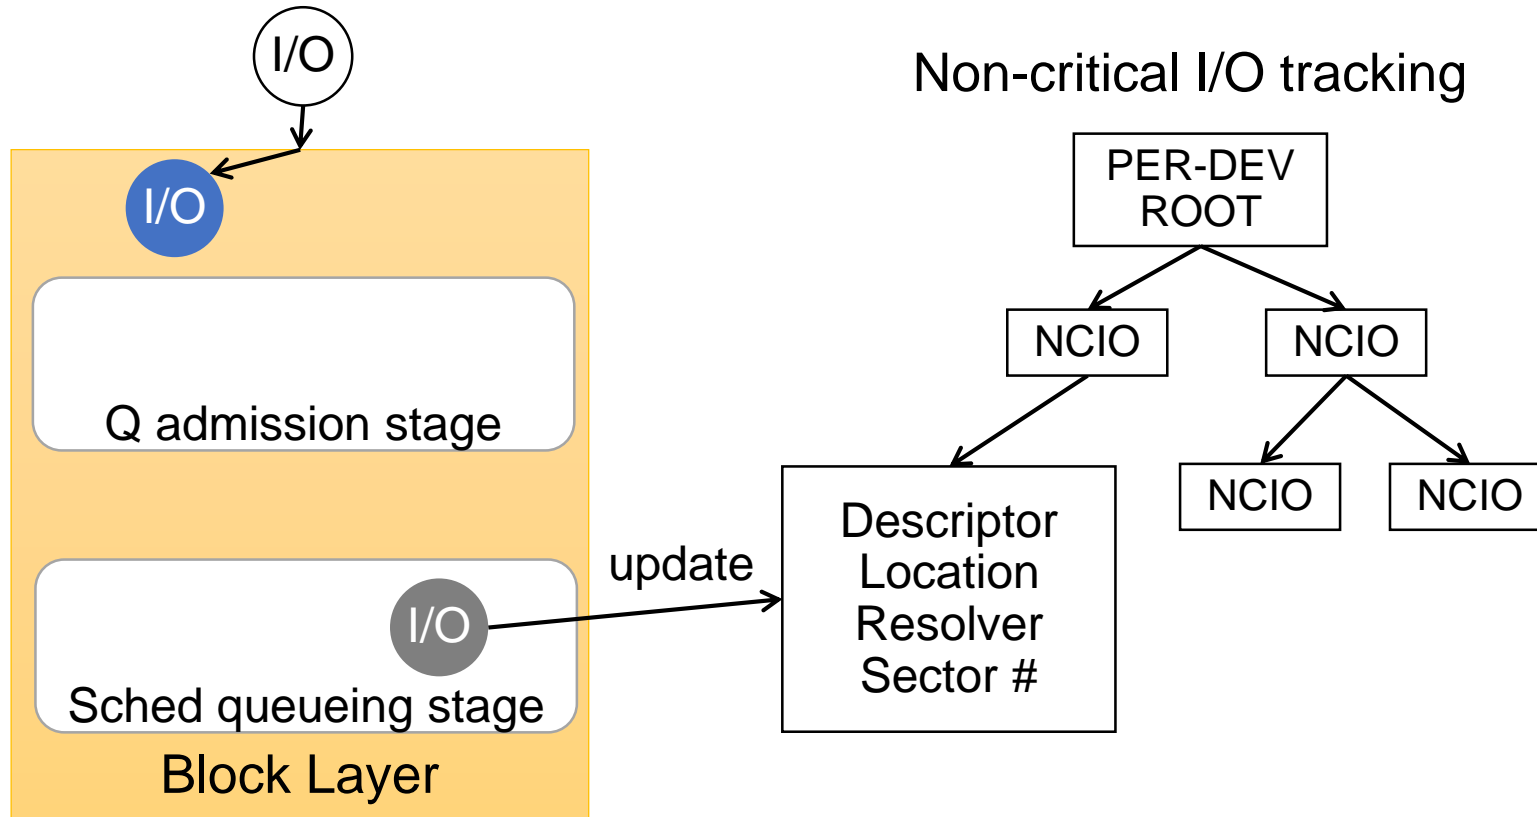 I/O
I/O
Q admission stage
I/O
Sched queueing stage
Block Layer
update
Non-critical I/O tracking
PER-DEV
ROOT
NCIO
NCIO
NCIO
NCIO
Descriptor
Location
Resolver
Sector #